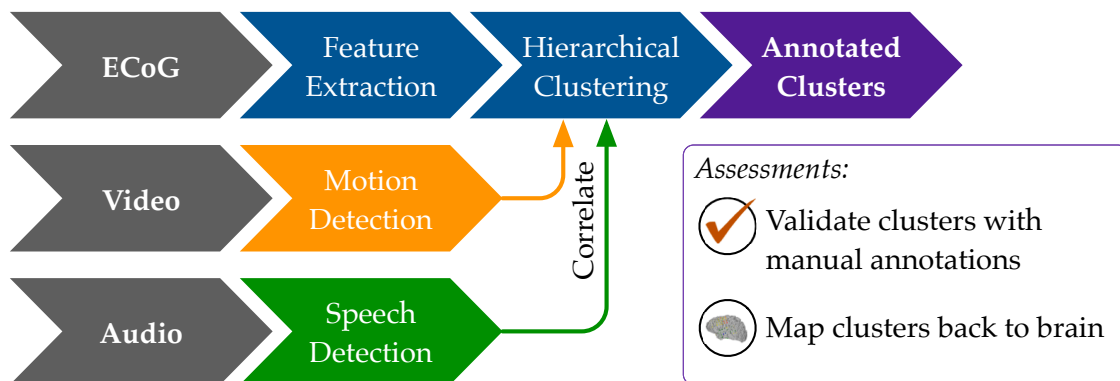 ECoG
Feature
Extraction
Hierarchical
Clustering
Annotated
Clusters
Video
Motion
Detection
Correlate
Audio
Speech
Detection
Assessments:
Validate clusters with
manual annotations
Map clusters back to brain